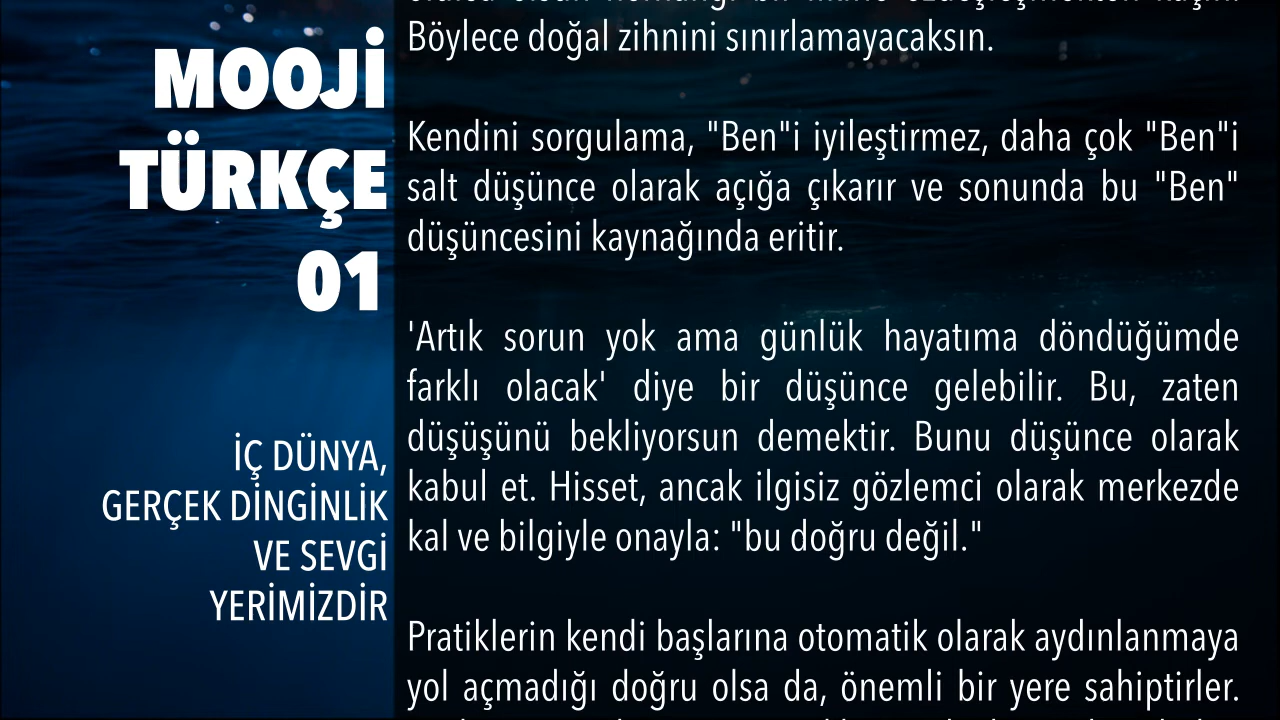 MOOJİ
TÜRKÇE
01
İÇ DÜNYA,
GERÇEK DİNGİNLİK
VE SEVGİ
YERİMİZDİR
Böylece doğal zihnini sınırlamayacaksın.
Kendini sorgulama, "Ben"i iyileştirmez, daha çok "Ben"i
salt düşünce olarak açığa çıkarır ve sonunda bu "Ben"
düşüncesini kaynağında eritir.
'Artık sorun yok ama günlük hayatıma döndüğümde
farklı olacak' diye bir düşünce gelebilir. Bu, zaten
düşüşünü bekliyorsun demektir. Bunu düşünce olarak
kabul et. Hisset, ancak ilgisiz gözlemci olarak merkezde
kal ve bilgiyle onayla: "bu doğru değil."
Pratiklerin kendi başlarına otomatik olarak aydınlanmaya
yol açmadığı doğru olsa da, önemli bir yere sahiptirler.